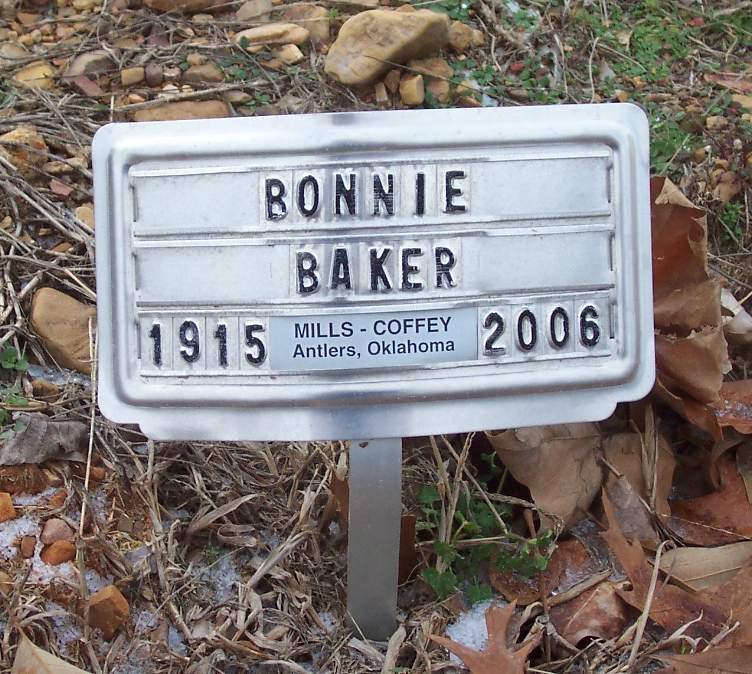 BONNIE
BAKER
1915 MILLS - COFFEY 2006
Antlers, Oklahoma